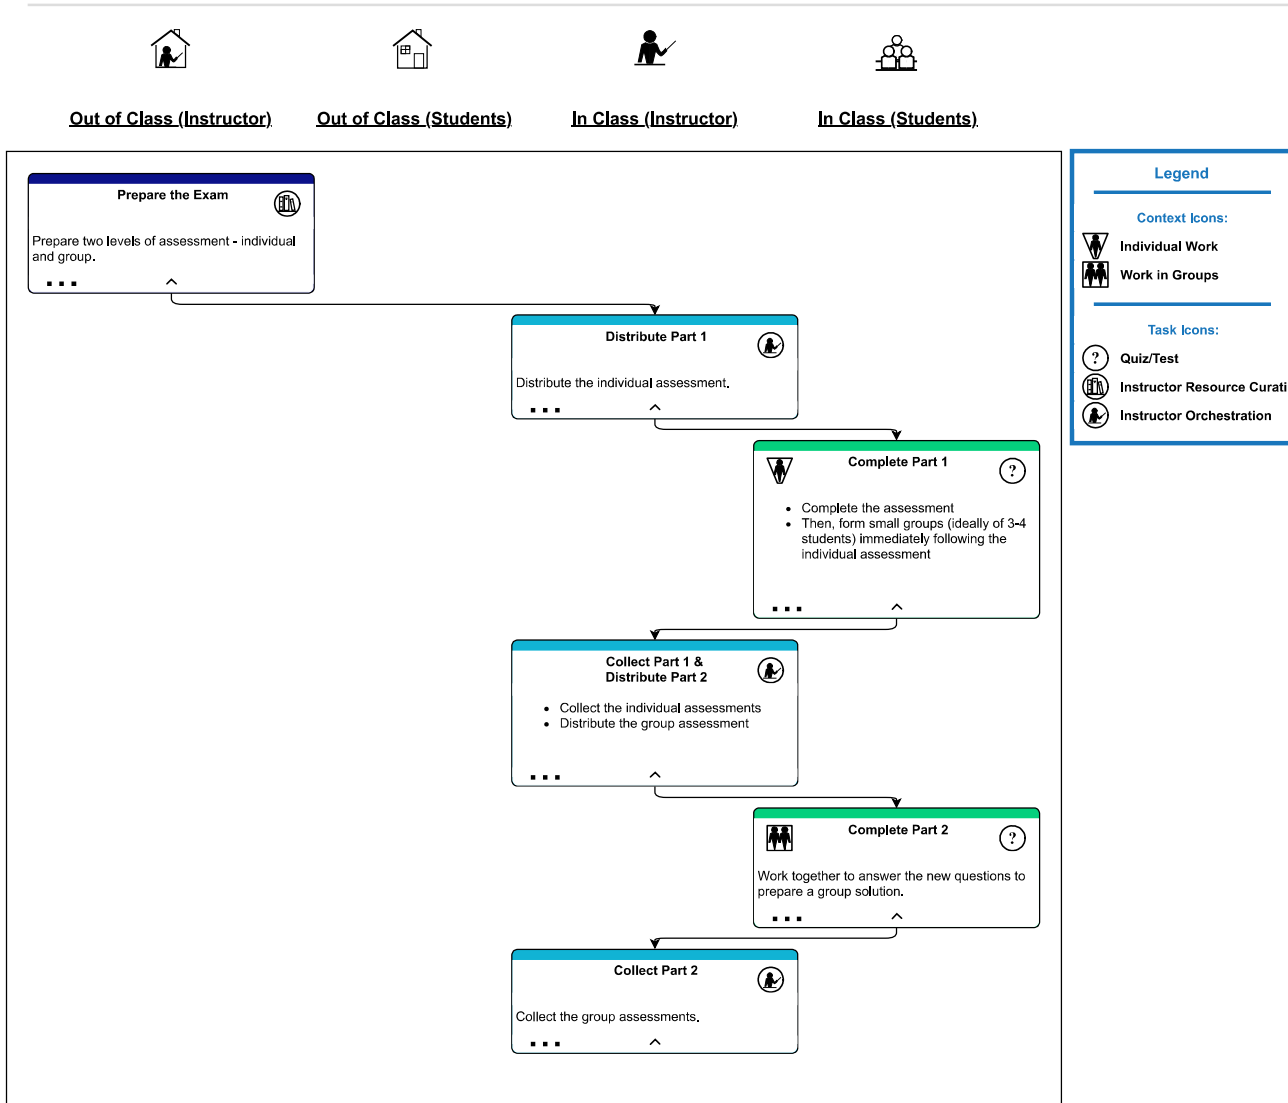 Out of Class (Instructor)
Out of Class (Students)
In Class (Instructor)
In Class (Students)
Prepare the Exam
Prepare two levels of assessment - individual
and group.
Distribute Part 1
Distribute the individual assessment.
Complete Part 1
?
• Complete the assessment
• Then, form small groups (ideally of 3-4
students) immediately following the
individual assessment
Collect Part 1 &
Distribute Part 2
• Collect the individual assessments
• Distribute the group assessment
Complete Part 2
?
Work together to answer the new questions to
prepare a group solution.
Collect Part 2
Collect the group assessments.
Legend
Context Icons:
Individual Work
Work in Groups
Task Icons:
? Quiz/Test
Instructor Resource Curati
Instructor Orchestration